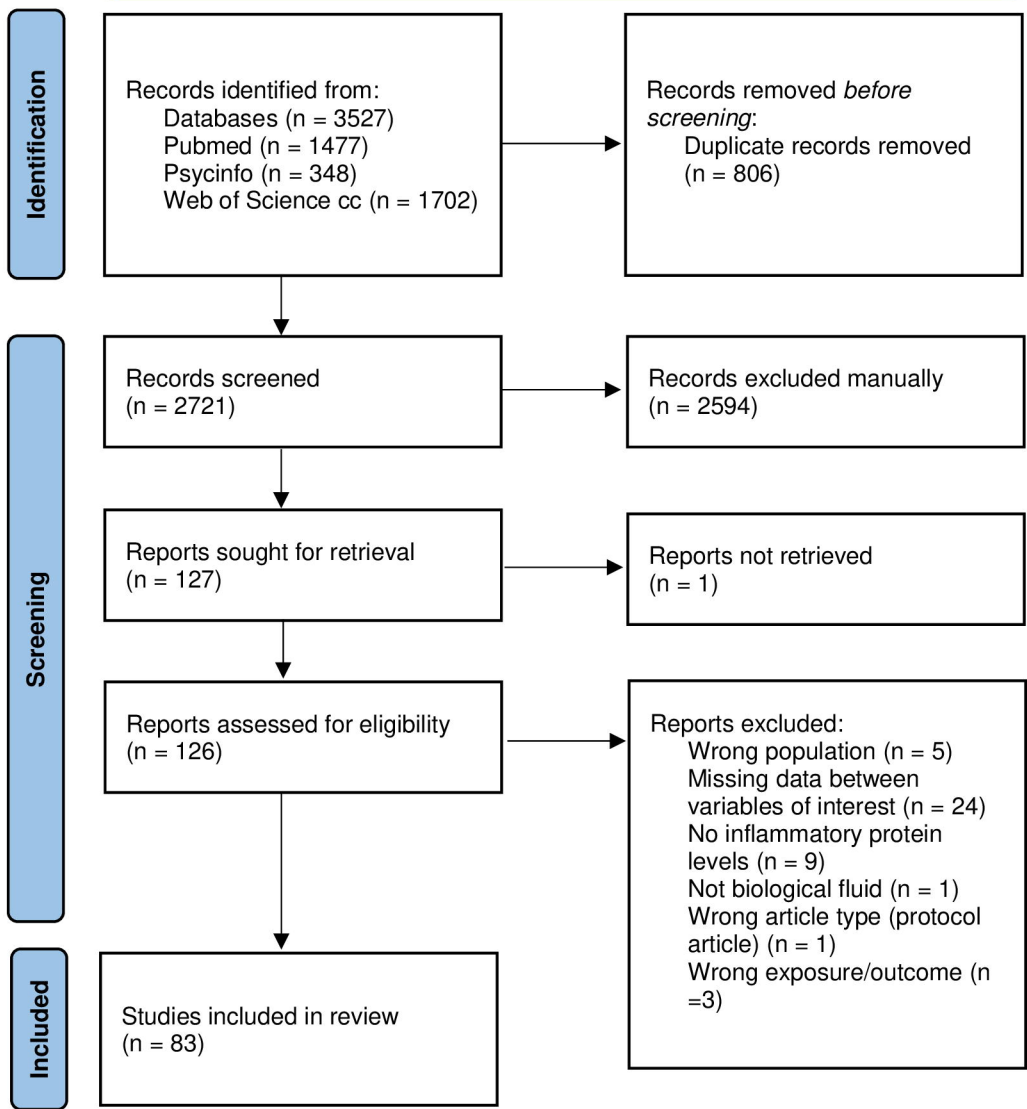 Identification
Records identified from:
Databases (n = 3527)
Pubmed (n = 1477)
Psycinfo (n = 348)
Web of Science cc (n = 1702)
Records removed before
screening:
Duplicate records removed
(n = 806)
Screening
Records screened
(n = 2721)
Records excluded manually
(n = 2594)
Reports sought for retrieval
(n = 127)
Reports not retrieved
(n = 1)
Reports assessed for eligibility
(n = 126)
Reports excluded:
Wrong population (n = 5)
Missing data between
variables of interest (n = 24)
No inflammatory protein
levels (n = 9)
Not biological fluid (n = 1)
Wrong article type (protocol
article) (n = 1)
Wrong exposure/outcome (n
=3)
Included
Studies included in review
(n = 83)